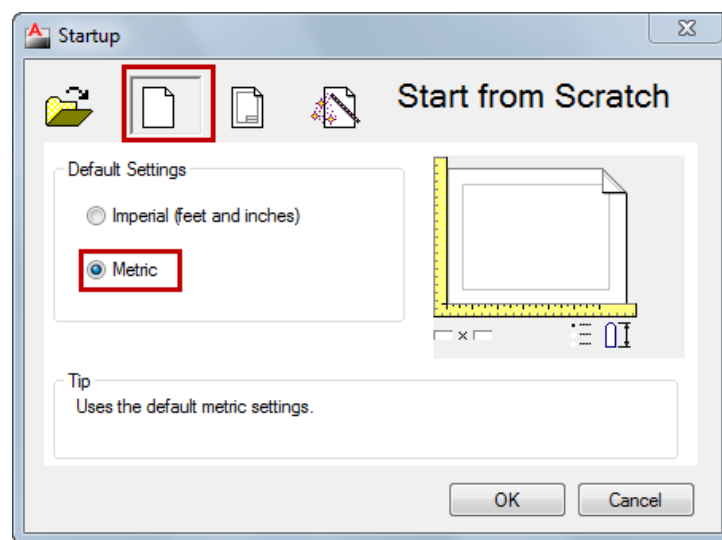 Startup
Start from Scratch
Default Settings
Imperial (feet and inches)
Metric
Tip
Uses the default metric settings.
OK
Cancel